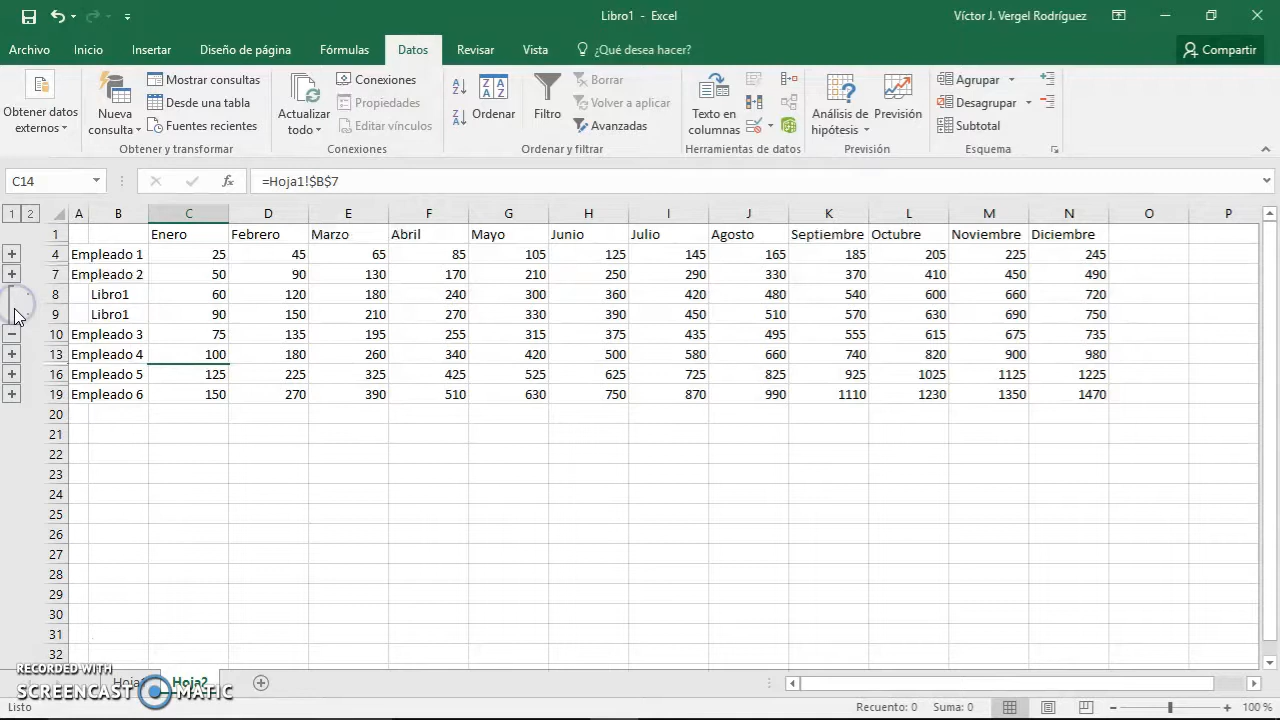 Libro1 - Excel
Víctor J. Vergel Rodríguez
Archivo Inicio Insertar Diseño de página Fórmulas Datos Revisar Vista ¿Qué desea hacer? Compartir
Obtener datos externos
Nueva consulta
Mostrar consultas
Desde una tabla
Fuentes recientes
Actualizar todo
Conexiones
Propiedades
Editar vínculos
Ordenar
Filtro
Borrar
Volver a aplicar
Avanzadas
Texto en columnas
Análisis de hipótesis
Previsión
Agrupar
Desagrupar
Subtotal
Obtener y transformar Conexiones Ordenar y filtrar Herramientas de datos Previsión Esquema
C14 fx =Hoja1!$B$7
1 2 A B C D E F G H I J K L M N O P
1 Enero Febrero Marzo Abril Mayo Junio Julio Agosto Septiembre Octubre Noviembre Diciembre
4 Empleado 1 25 45 65 85 105 125 145 165 185 205 225 245
7 Empleado 2 50 90 130 170 210 250 290 330 370 410 450 490
8 Libro1 60 120 180 240 300 360 420 480 540 600 660 720
9 Libro1 90 150 210 270 330 390 450 510 570 630 690 750
10 Empleado 3 75 135 195 255 315 375 435 495 555 615 675 735
13 Empleado 4 100 180 260 340 420 500 580 660 740 820 900 980
16 Empleado 5 125 225 325 425 525 625 725 825 925 1025 1125 1225
19 Empleado 6 150 270 390 510 630 750 870 990 1110 1230 1350 1470
20
21
22
23
24
25
26
27
28
29
30
31
32
RECORDED WITH
SCREENCAST MATIC
Hoja2
Listo Recuento: 0 Suma: 0 100 %